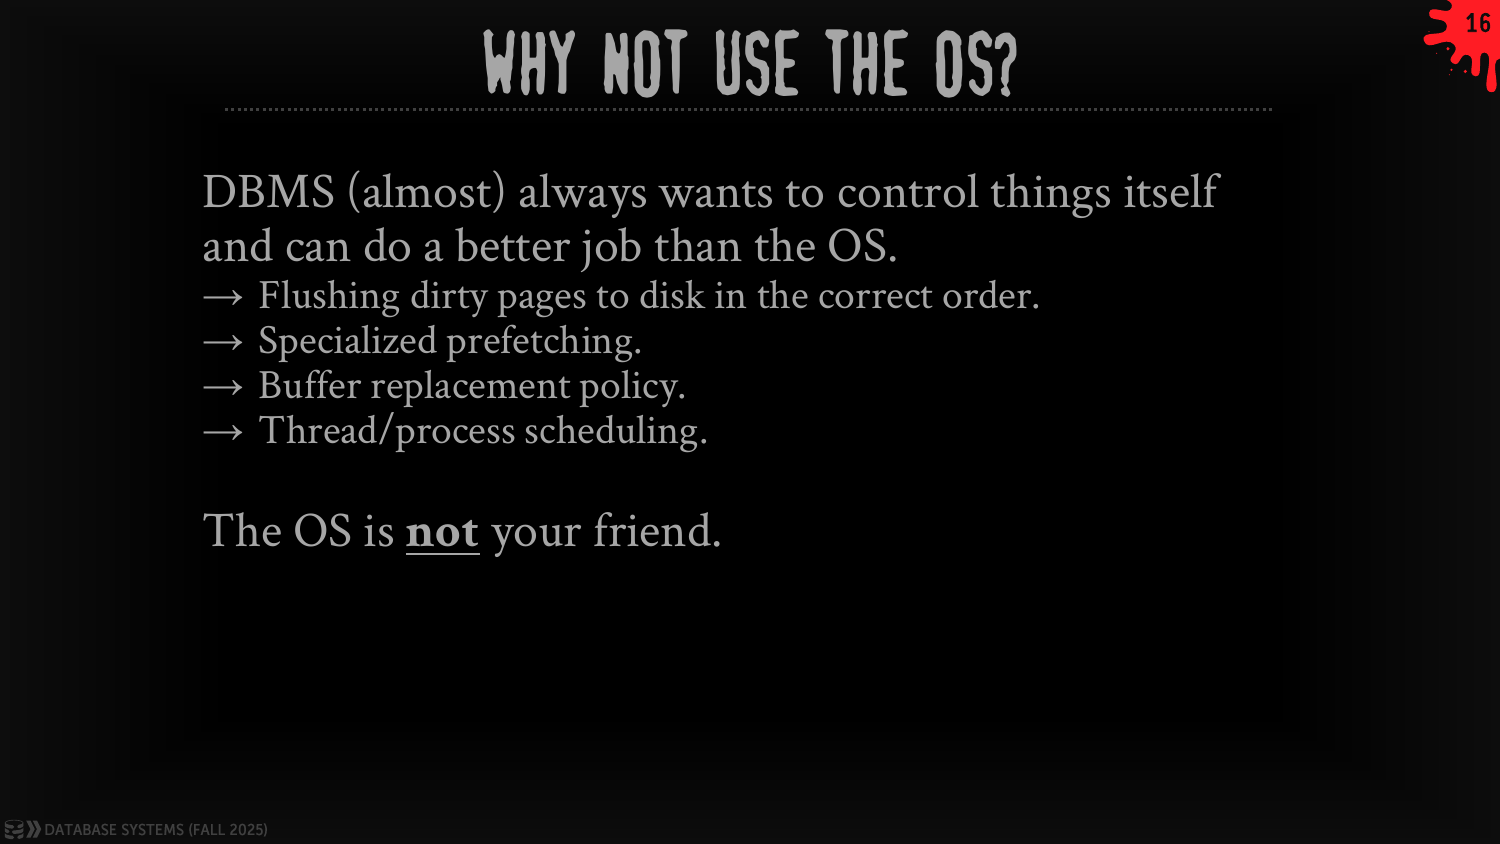 WHY NOT USE THE OS?
16
DBMS (almost) always wants to control things itself
and can do a better job than the OS.
→ Flushing dirty pages to disk in the correct order.
→ Specialized prefetching.
→ Buffer replacement policy.
→ Thread/process scheduling.
The OS is not your friend.
DATABASE SYSTEMS (FALL 2025)